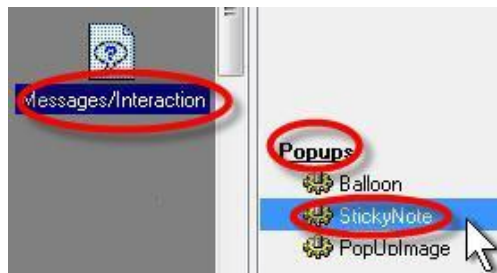 Messages/Interaction
Popups
Balloon
StickyNote
PopUpImage